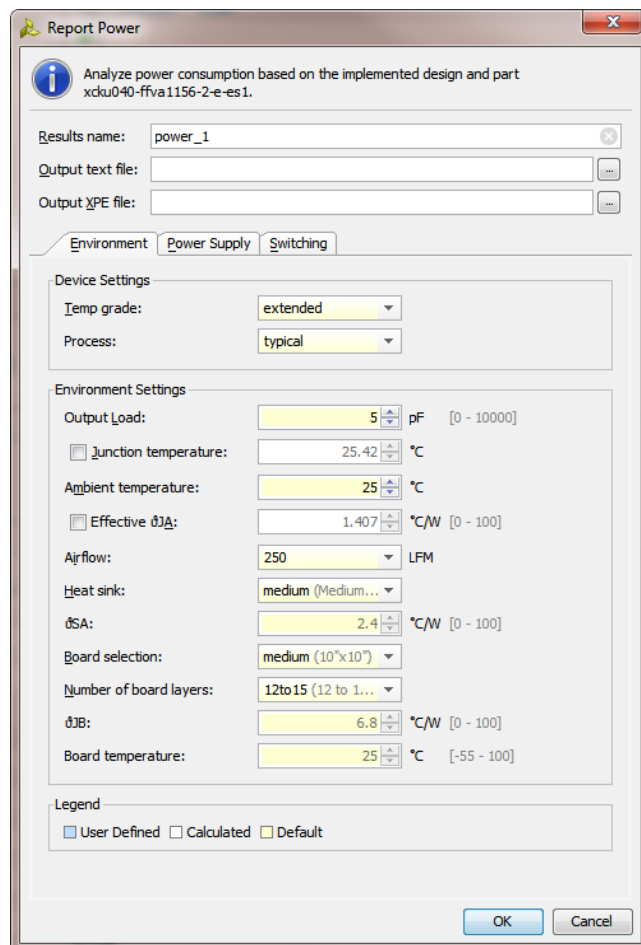 Report Power
Analyze power consumption based on the implemented design and part
xcku040-ffva1156-2-e-es1.
Results name: power_1
Output text file: ...
Output XPE file: ...
Environment Power Supply Switching
Device Settings
Temp grade: extended
Process: typical
Environment Settings
Output Load: 5 pF [0 - 10000]
Junction temperature: 25.42 °C
Ambient temperature: 25 °C
Effective ϑJA: 1.407 °C/W [0 - 100]
Airflow: 250 LFM
Heat sink: medium (Medium...
ϑSA: 2.4 °C/W [0 - 100]
Board selection: medium (10"x10")
Number of board layers: 12to15 (12 to 1...
ϑJB: 6.8 °C/W [0 - 100]
Board temperature: 25 °C [-55 - 100]
Legend
User Defined Calculated Default
OK Cancel